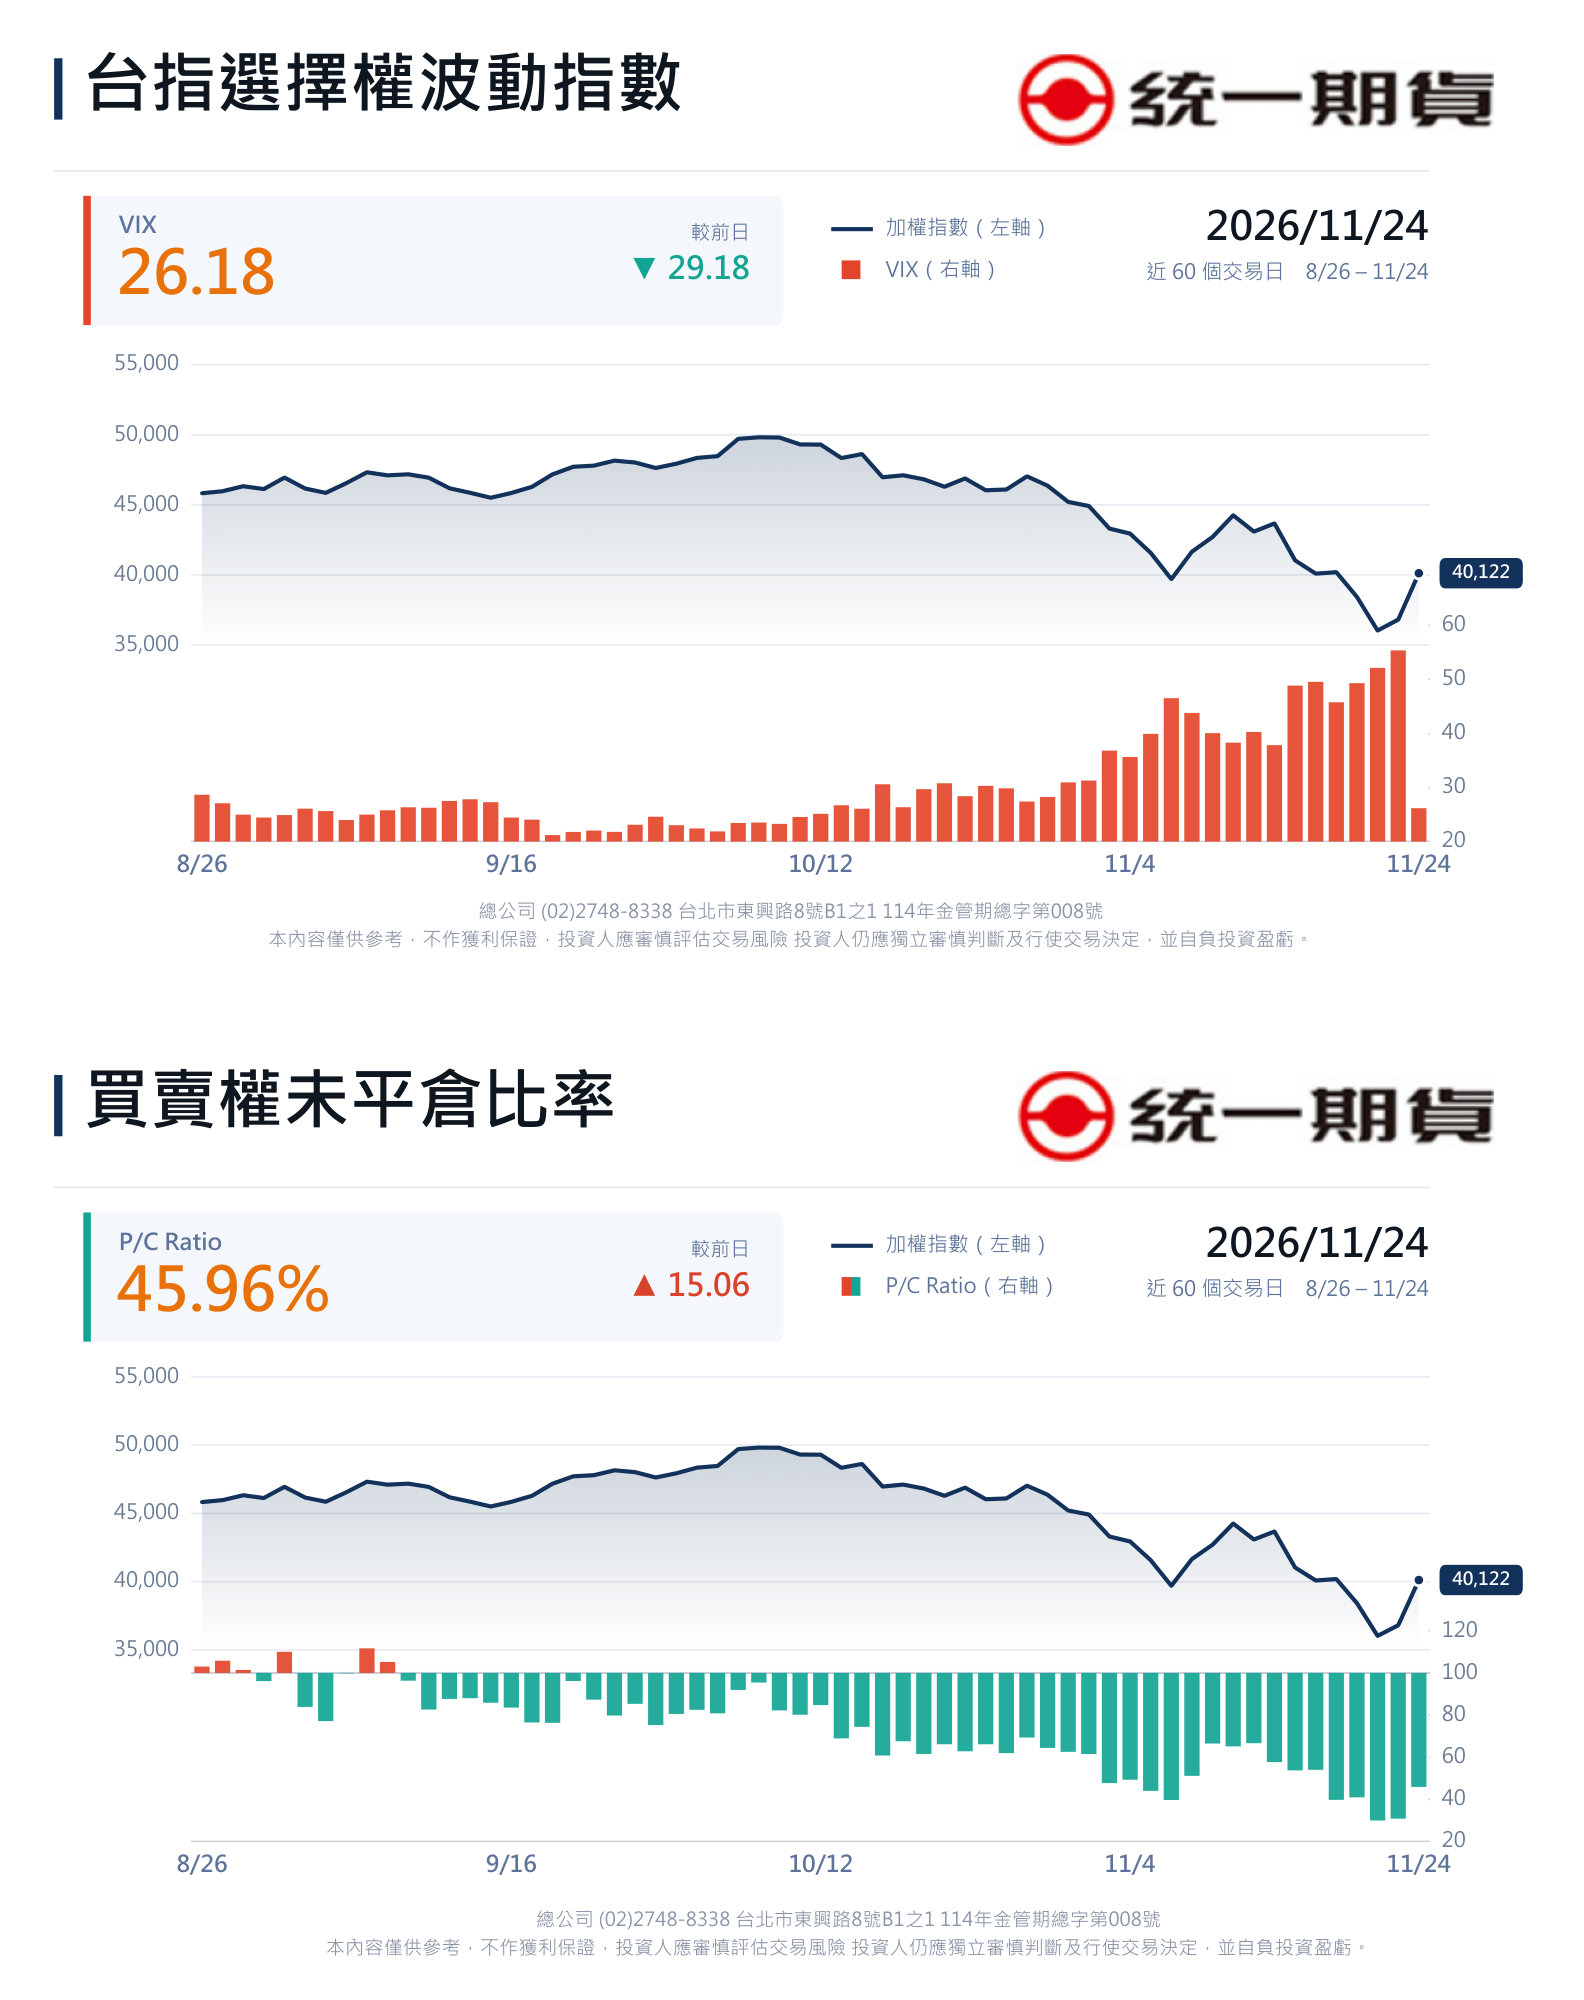 台指選擇權波動指數
統一期貨
VIX
26.18
較前日
▼ 29.18
加權指數（左軸）
VIX（右軸）
2026/11/24
近 60 個交易日 8/26 – 11/24
55,000
50,000
45,000
40,000
35,000
40,122
60
50
40
30
20
8/26 9/16 10/12 11/4 11/24
總公司 (02)2748-8338 台北市東興路8號B1之1 114年金管期總字第008號
本內容僅供參考，不作獲利保證，投資人應審慎評估交易風險 投資人仍應獨立審慎判斷及行使交易決定，並自負投資盈虧。
買賣權未平倉比率
統一期貨
P/C Ratio
45.96%
較前日
▲ 15.06
加權指數（左軸）
P/C Ratio（右軸）
2026/11/24
近 60 個交易日 8/26 – 11/24
55,000
50,000
45,000
40,000
35,000
40,122
120
100
80
60
40
20
8/26 9/16 10/12 11/4 11/24
總公司 (02)2748-8338 台北市東興路8號B1之1 114年金管期總字第008號
本內容僅供參考，不作獲利保證，投資人應審慎評估交易風險 投資人仍應獨立審慎判斷及行使交易決定，並自負投資盈虧。